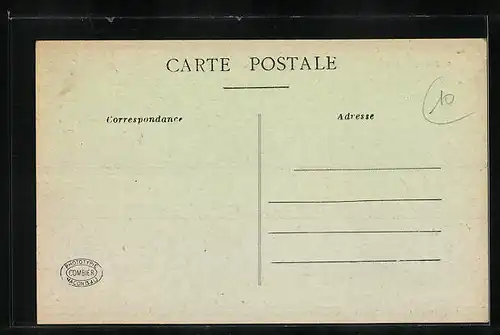 CARTE POSTALE
10
Correspondance
Adresse
PHOTOTYPIE
COMBIER
MACON (S.&L.)